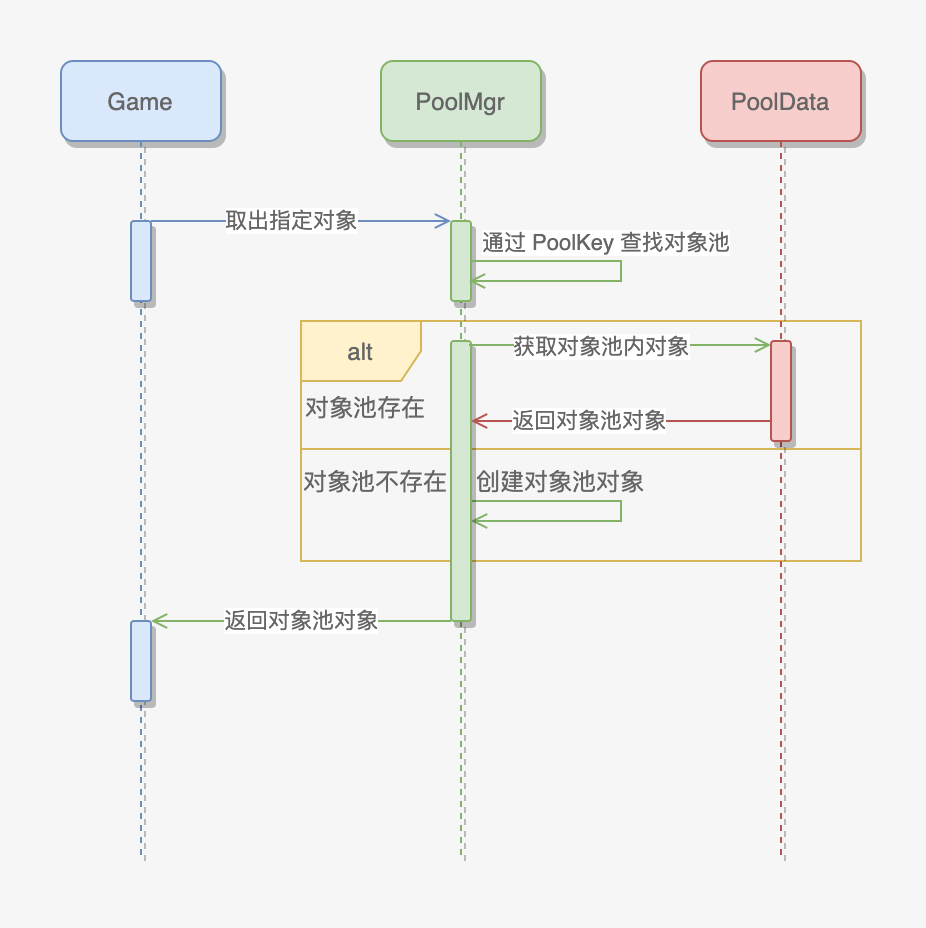 Game
PoolMgr
PoolData
取出指定对象
通过 PoolKey 查找对象池
alt
获取对象池内对象
对象池存在
返回对象池对象
对象池不存在
创建对象池对象
返回对象池对象